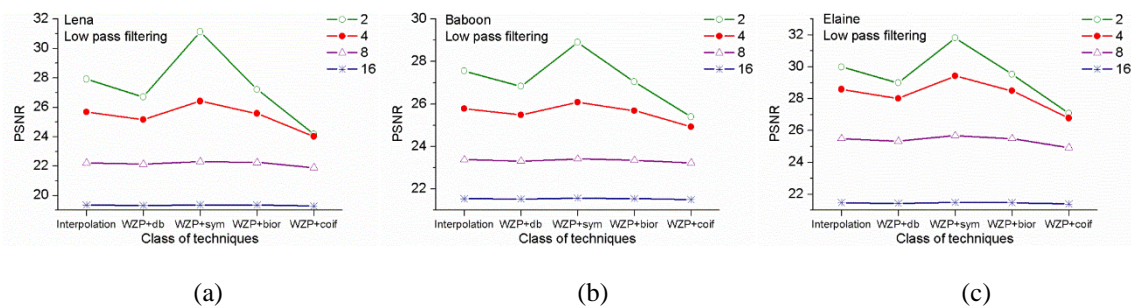 Lena
Low pass filtering
2
4
8
16
32
30
28
26
24
22
20
PSNR
Interpolation WZP+db WZP+sym WZP+bior WZP+coif
Class of techniques
(a)
Baboon
Low pass filtering
2
4
8
16
30
28
26
24
22
PSNR
Interpolation WZP+db WZP+sym WZP+bior WZP+coif
Class of techniques
(b)
Elaine
Low pass filtering
2
4
8
16
32
30
28
26
24
22
PSNR
Interpolation WZP+db WZP+sym WZP+bior WZP+coif
Class of techniques
(c)